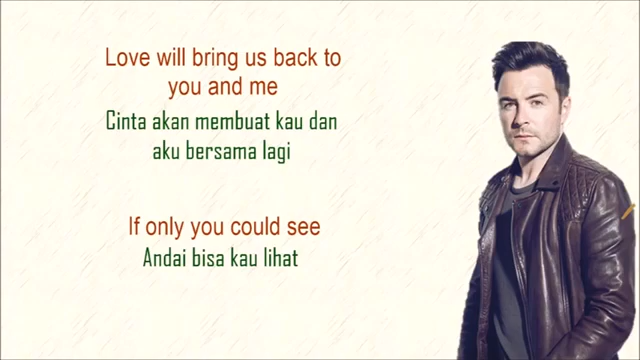 Love will bring us back to
you and me
Cinta akan membuat kau dan
aku bersama lagi
If only you could see
Andai bisa kau lihat